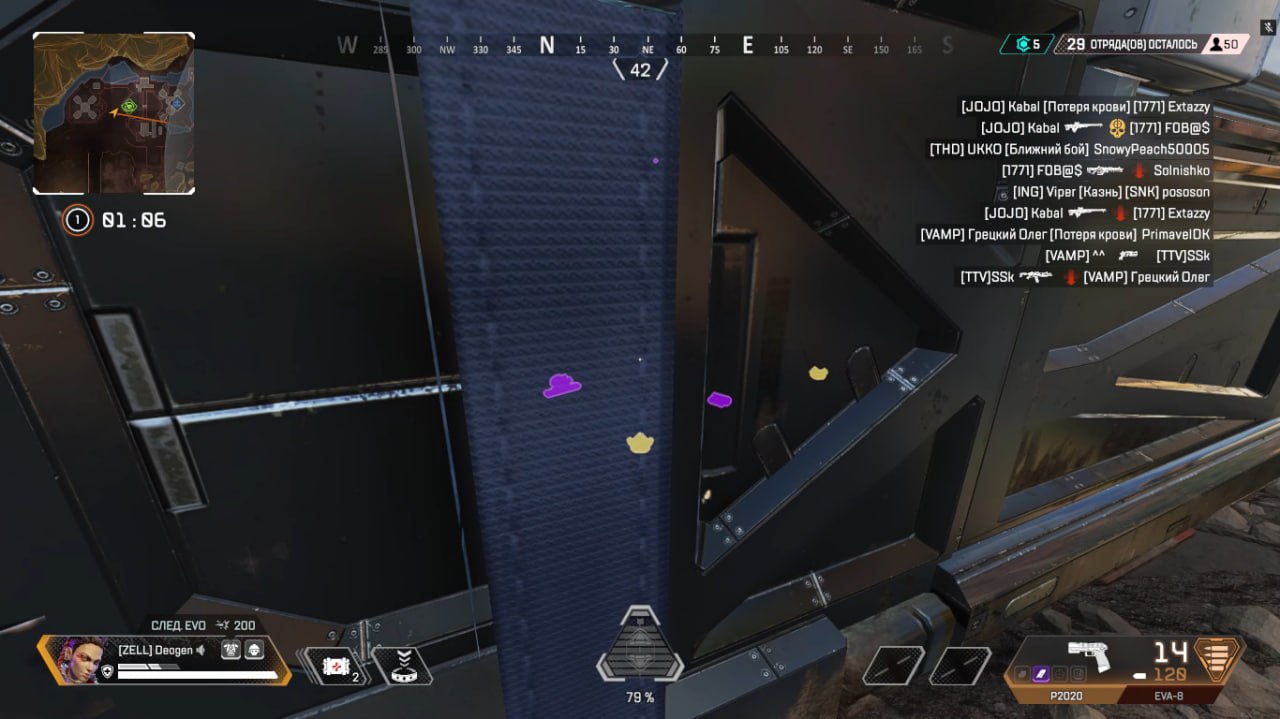 W 285 300 NW 330 345 N 15 30 NE 60 75 E 105 120 SE 150 165 S
42
5
29 ОТРЯДА(ОВ) ОСТАЛОСЬ
50
[JOJO] Kabal [Потеря крови] [1771] Extazzy
[JOJO] Kabal [1771] F0B@$
[THD] UKKO [Ближний бой] SnowyPeach50005
[1771] F0B@$ Solnishko
[ING] Viper [Казнь] [SNK] pososon
[JOJO] Kabal [1771] Extazzy
[VAMP] Грецкий Олег [Потеря крови] PrimaveIDK
[VAMP] ^^ [TTV]SSk
[TTV]SSk [VAMP] Грецкий Олег
1 01:06
СЛЕД. EVO 200
[ZELL] Deogen
2
79 %
14
120
P2020
EVA-8